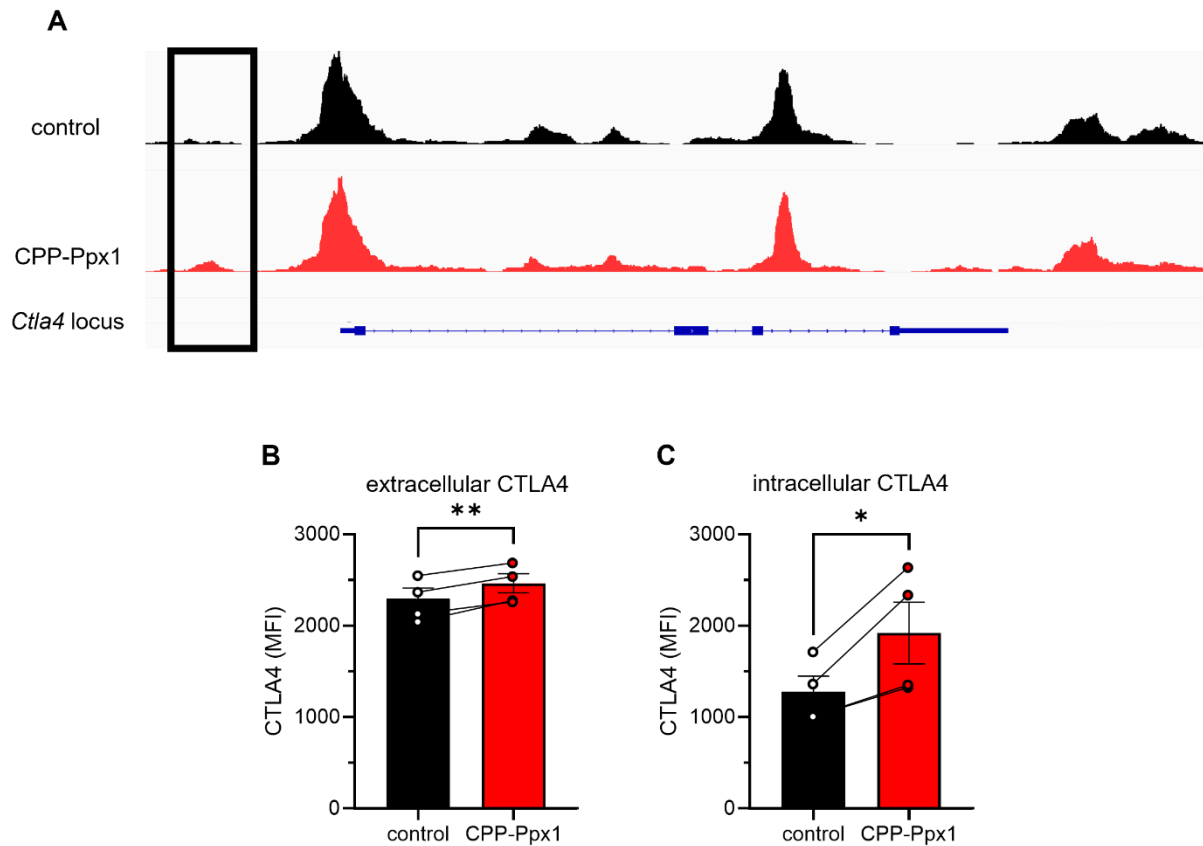 A
control
CPP-Ppx1
Ctla4 locus
B
extracellular CTLA4
**
3000
2000
1000
0
CTLA4 (MFI)
control CPP-Ppx1
C
intracellular CTLA4
*
3000
2000
1000
0
CTLA4 (MFI)
control CPP-Ppx1